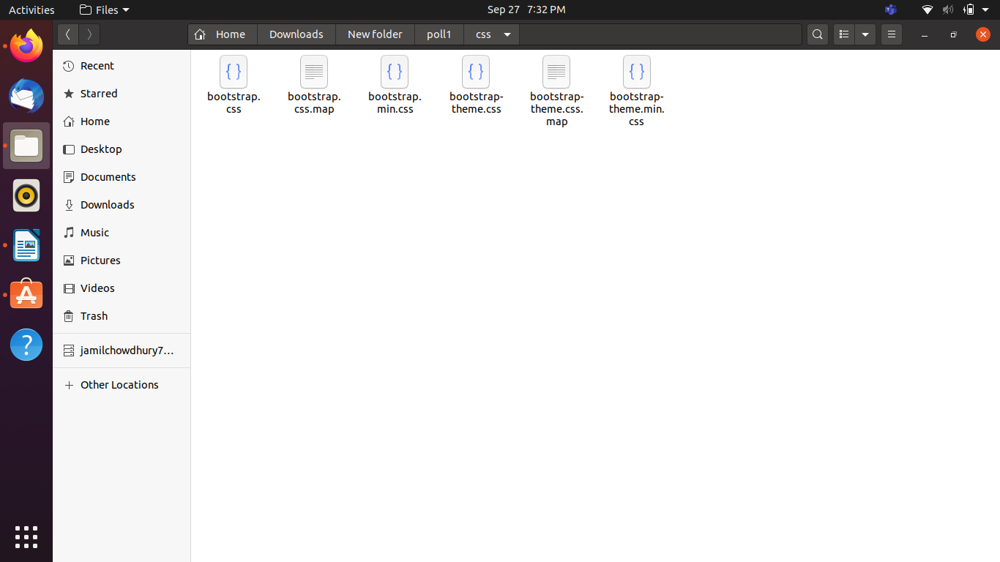 Activities
Files
Sep 27 7:32 PM
Home
Downloads
New folder
poll1
css
Recent
Starred
Home
Desktop
Documents
Downloads
Music
Pictures
Videos
Trash
jamilchowdhury7...
Other Locations
bootstrap.
css
bootstrap.
css.map
bootstrap.
min.css
bootstrap-
theme.css
bootstrap-
theme.css.
map
bootstrap-
theme.min.
css